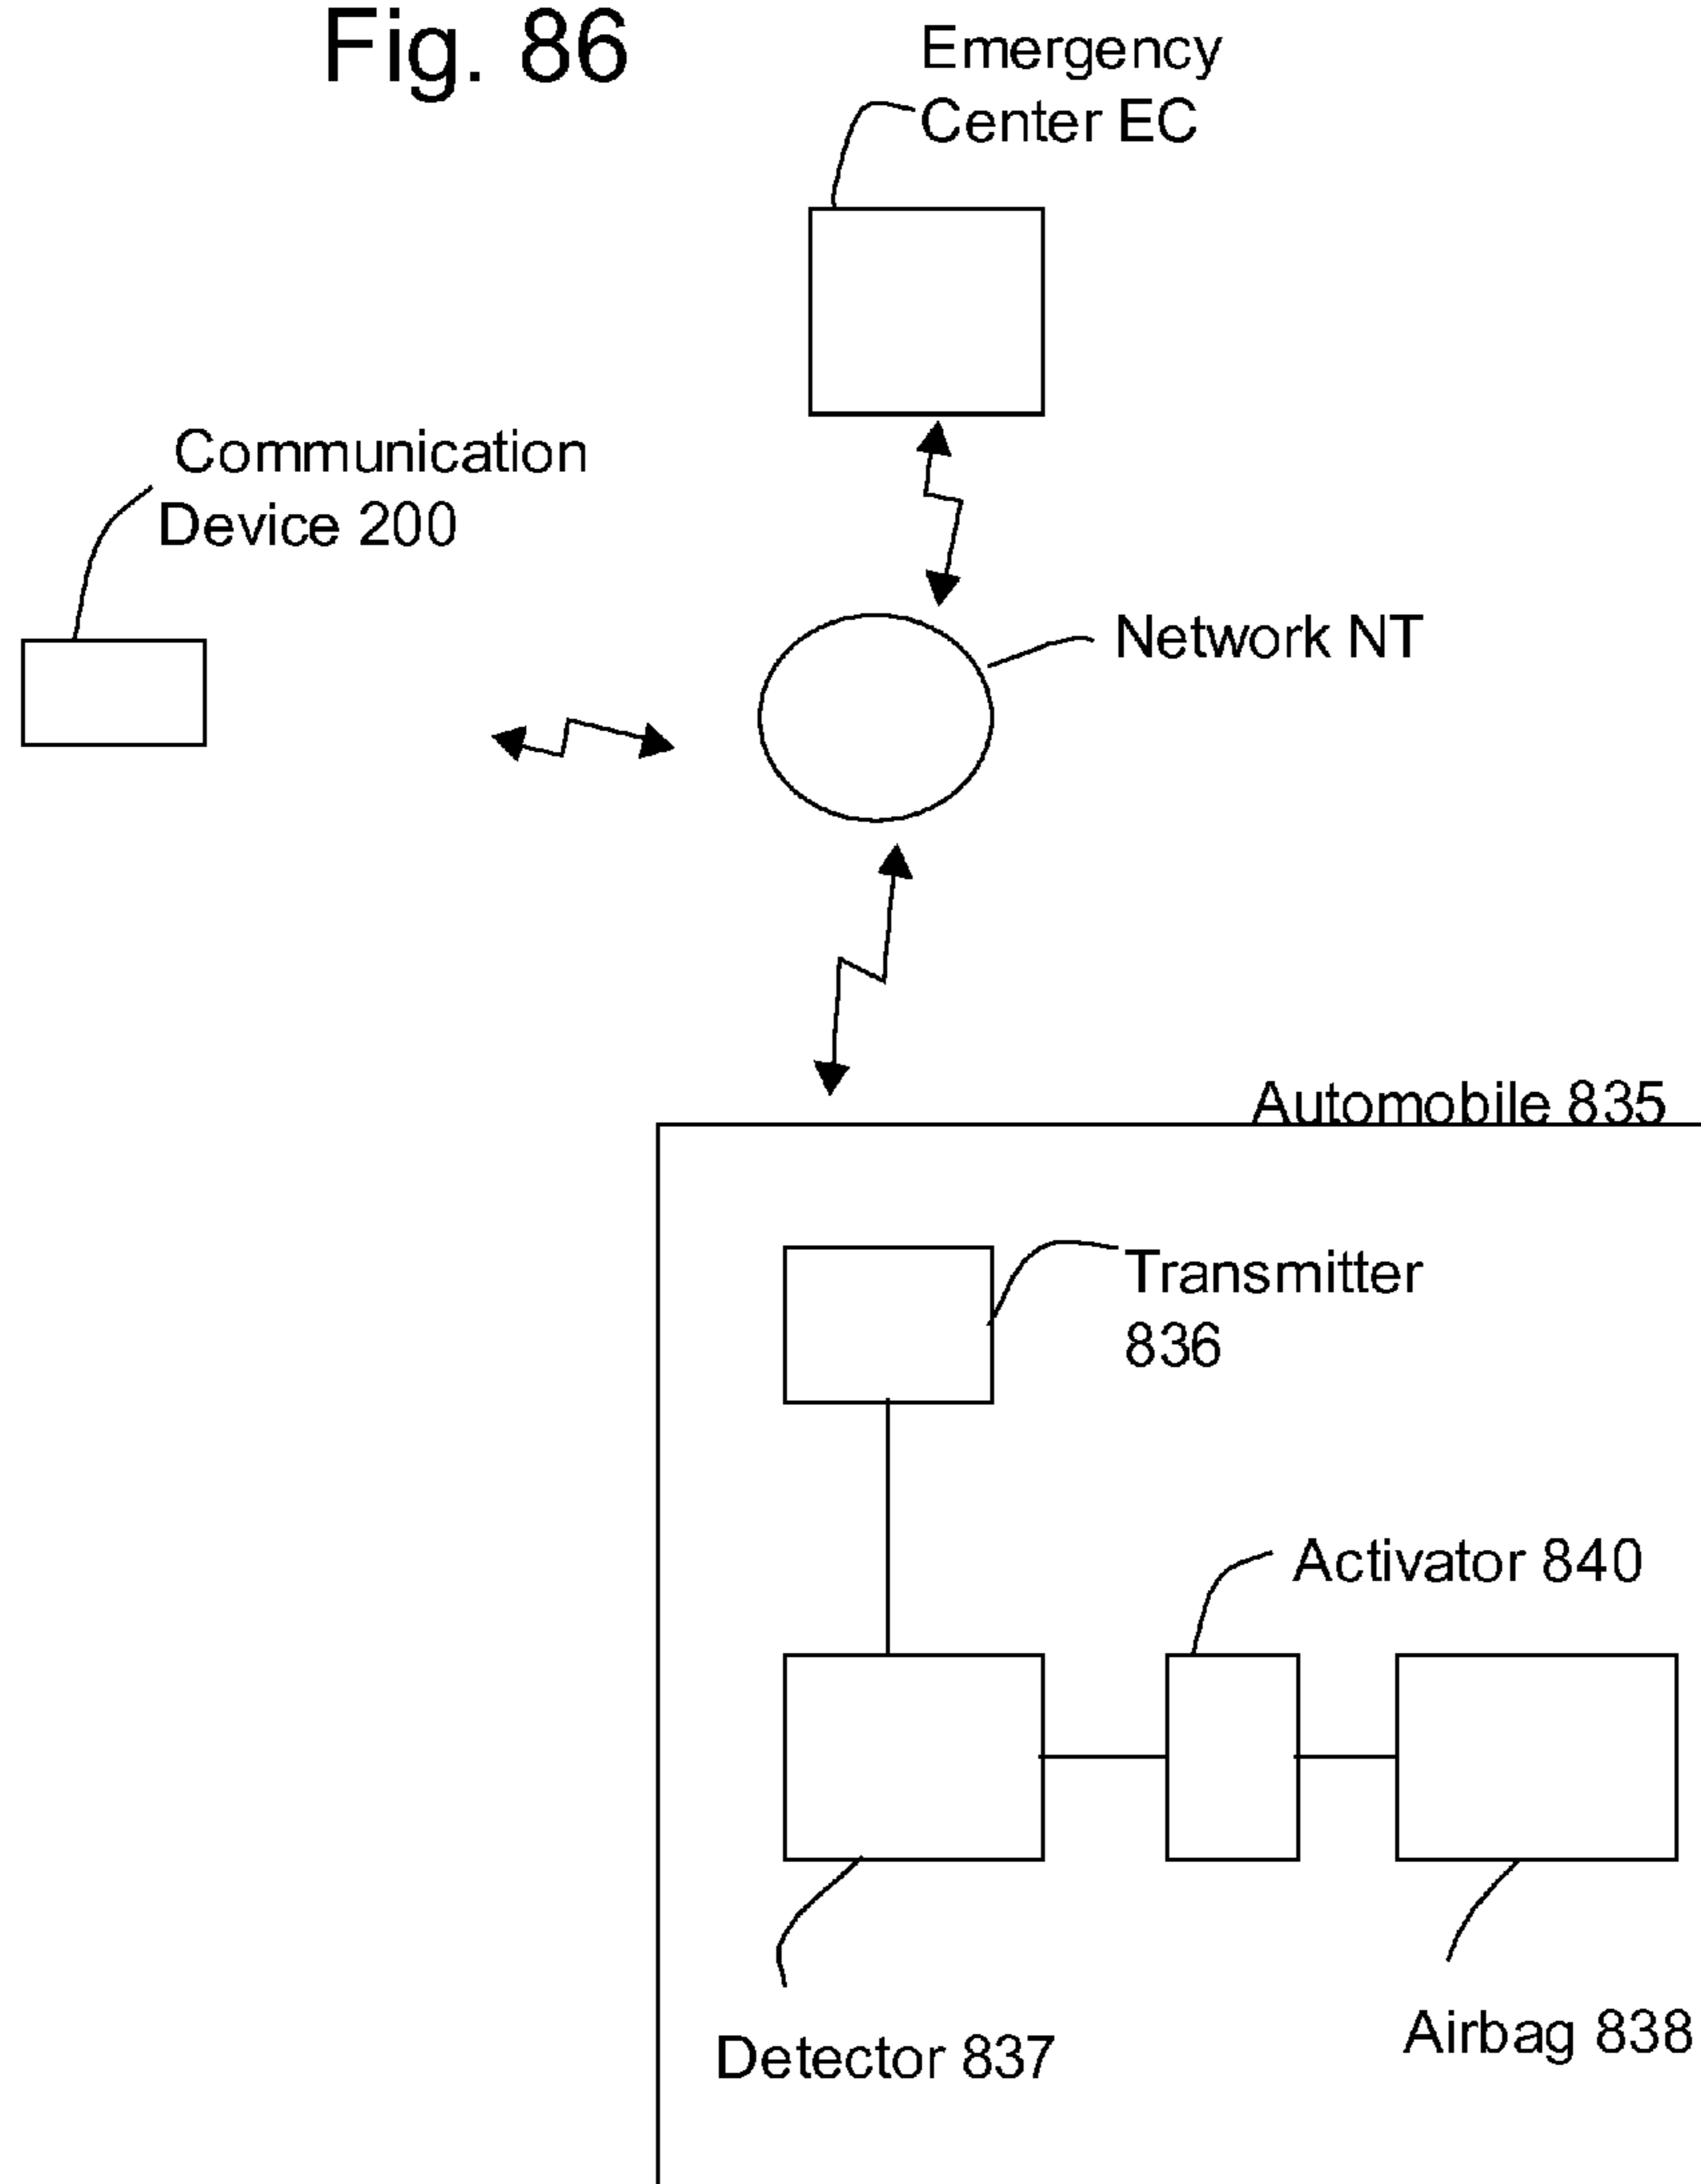 Fig. 86
Emergency
Center EC
Communication
Device 200
Network NT
Automobile 835
Transmitter
836
Activator 840
Detector 837
Airbag 838